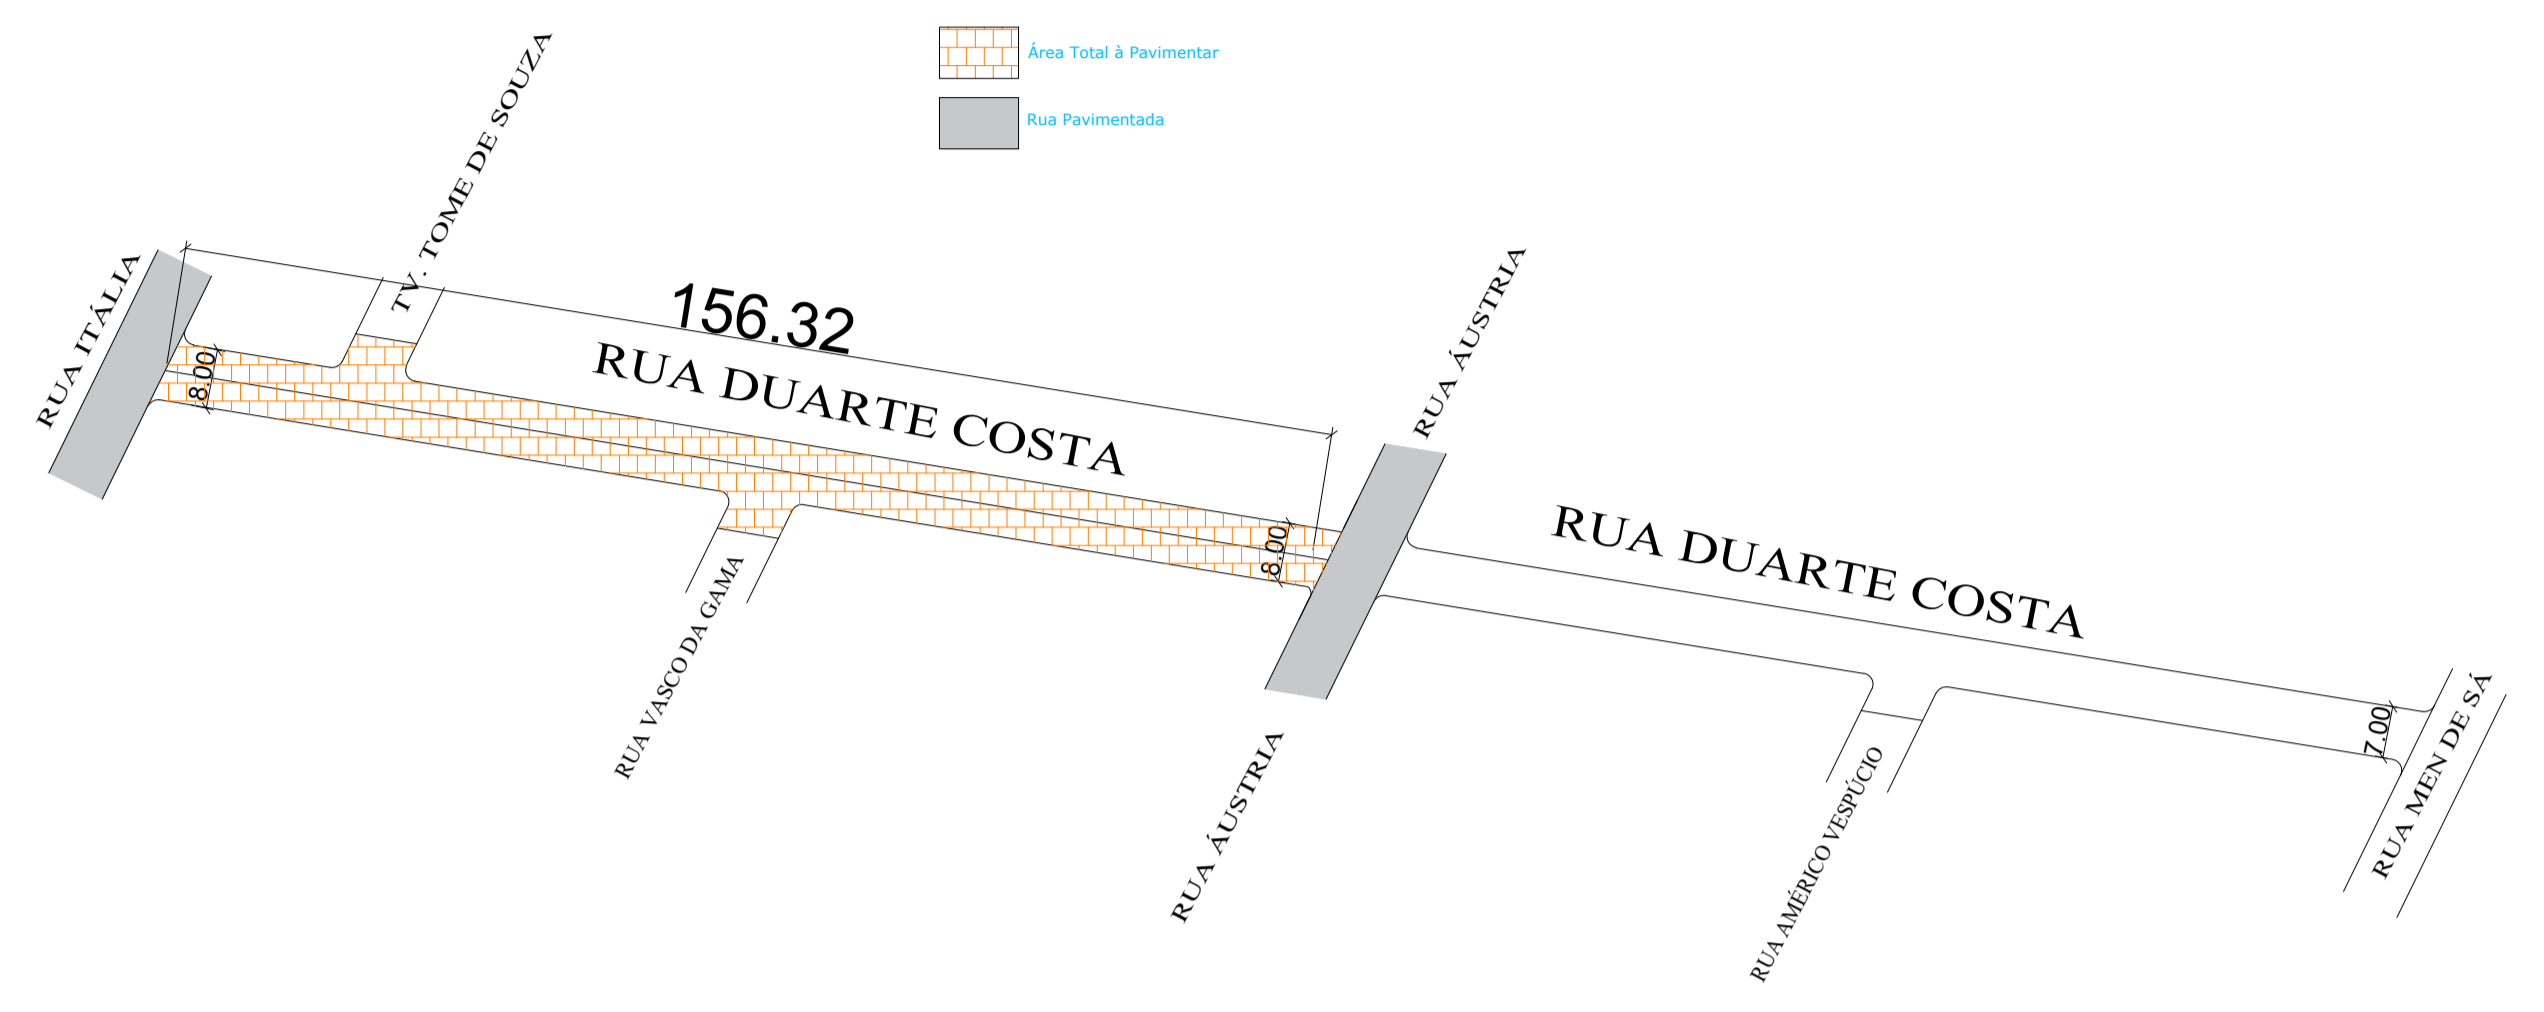 Área Total à Pavimentar
Rua Pavimentada
RUA ITÁLIA
TV. TOME DE SOUZA
156.32
RUA DUARTE COSTA
8.00
8.00
RUA VASCO DA GAMA
RUA ÁUSTRIA
RUA ÁUSTRIA
RUA DUARTE COSTA
7.00
RUA AMÉRICO VESPÚCIO
RUA MEN DE SÁ